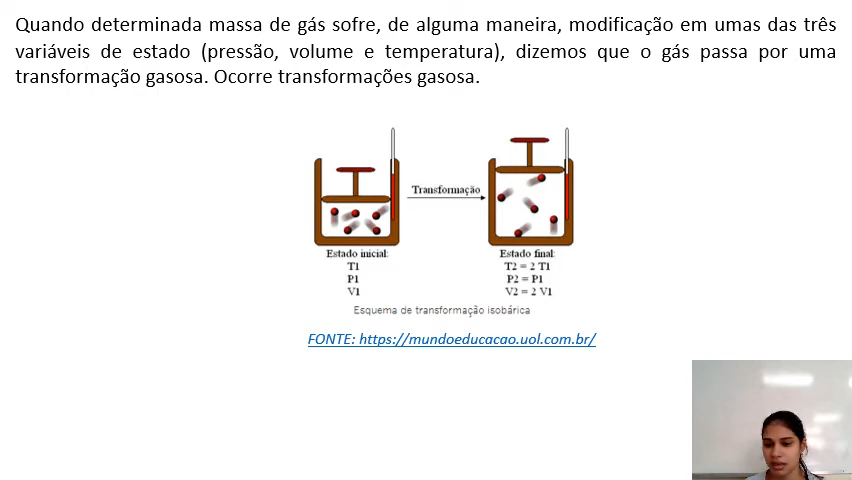 Quando determinada massa de gás sofre, de alguma maneira, modificação em umas das três
variáveis de estado (pressão, volume e temperatura), dizemos que o gás passa por uma
transformação gasosa. Ocorre transformações gasosa.
Transformação
Estado inicial:
T1
P1
V1
Estado final:
T2 = 2 T1
P2 = P1
V2 = 2 V1
Esquema de transformação isobárica
FONTE: https://mundoeducacao.uol.com.br/